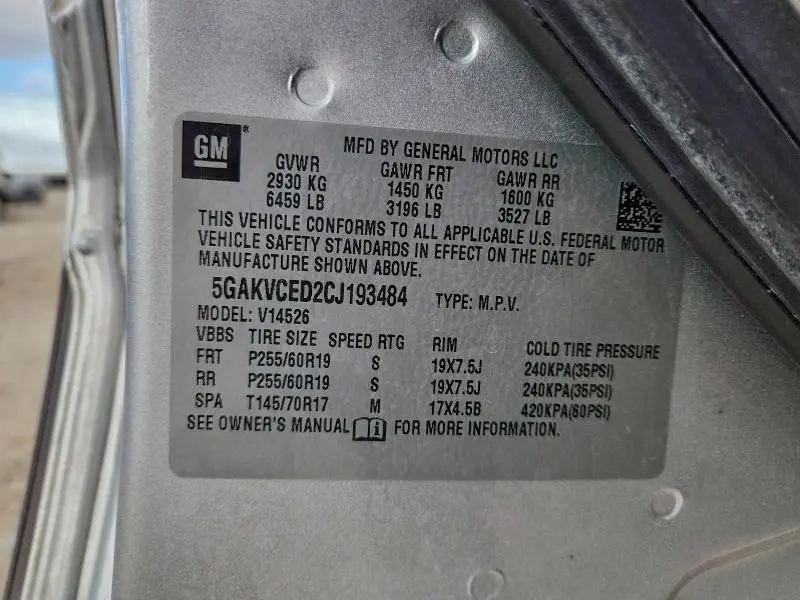 GM®
MFD BY GENERAL MOTORS LLC
GVWR GAWR FRT GAWR RR
2930 KG 1450 KG 1600 KG
6459 LB 3196 LB 3527 LB
THIS VEHICLE CONFORMS TO ALL APPLICABLE U.S. FEDERAL MOTOR
VEHICLE SAFETY STANDARDS IN EFFECT ON THE DATE OF
MANUFACTURE SHOWN ABOVE.
5GAKVCED2CJ193484 TYPE: M.P.V.
MODEL: V14526
VBBS TIRE SIZE SPEED RTG RIM COLD TIRE PRESSURE
FRT P255/60R19 S 19X7.5J 240KPA(35PSI)
RR P255/60R19 S 19X7.5J 240KPA(35PSI)
SPA T145/70R17 M 17X4.5B 420KPA(60PSI)
SEE OWNER'S MANUAL FOR MORE INFORMATION.